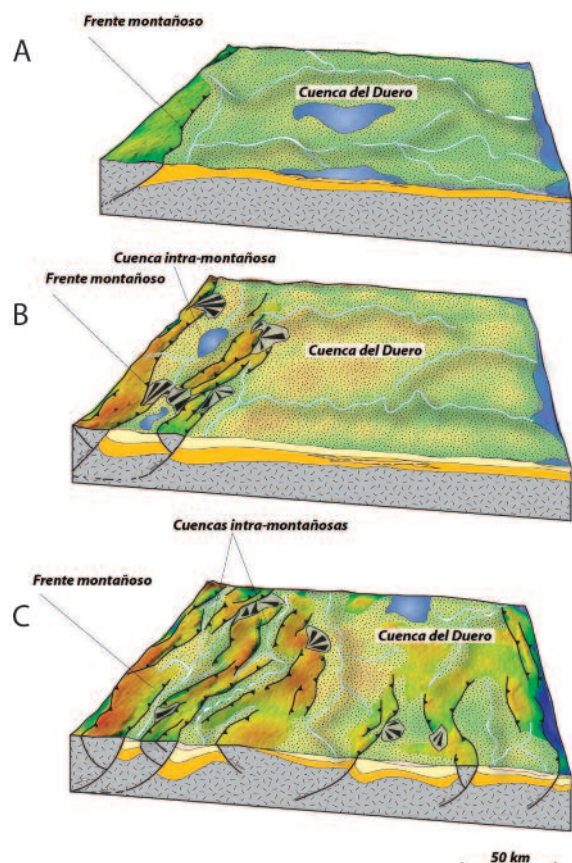 Frente montañoso
A
Cuenca del Duero
Cuenca intra-montañosa
Frente montañoso
B
Cuenca del Duero
Cuencas intra-montañosas
Frente montañoso
C
Cuenca del Duero
50 km